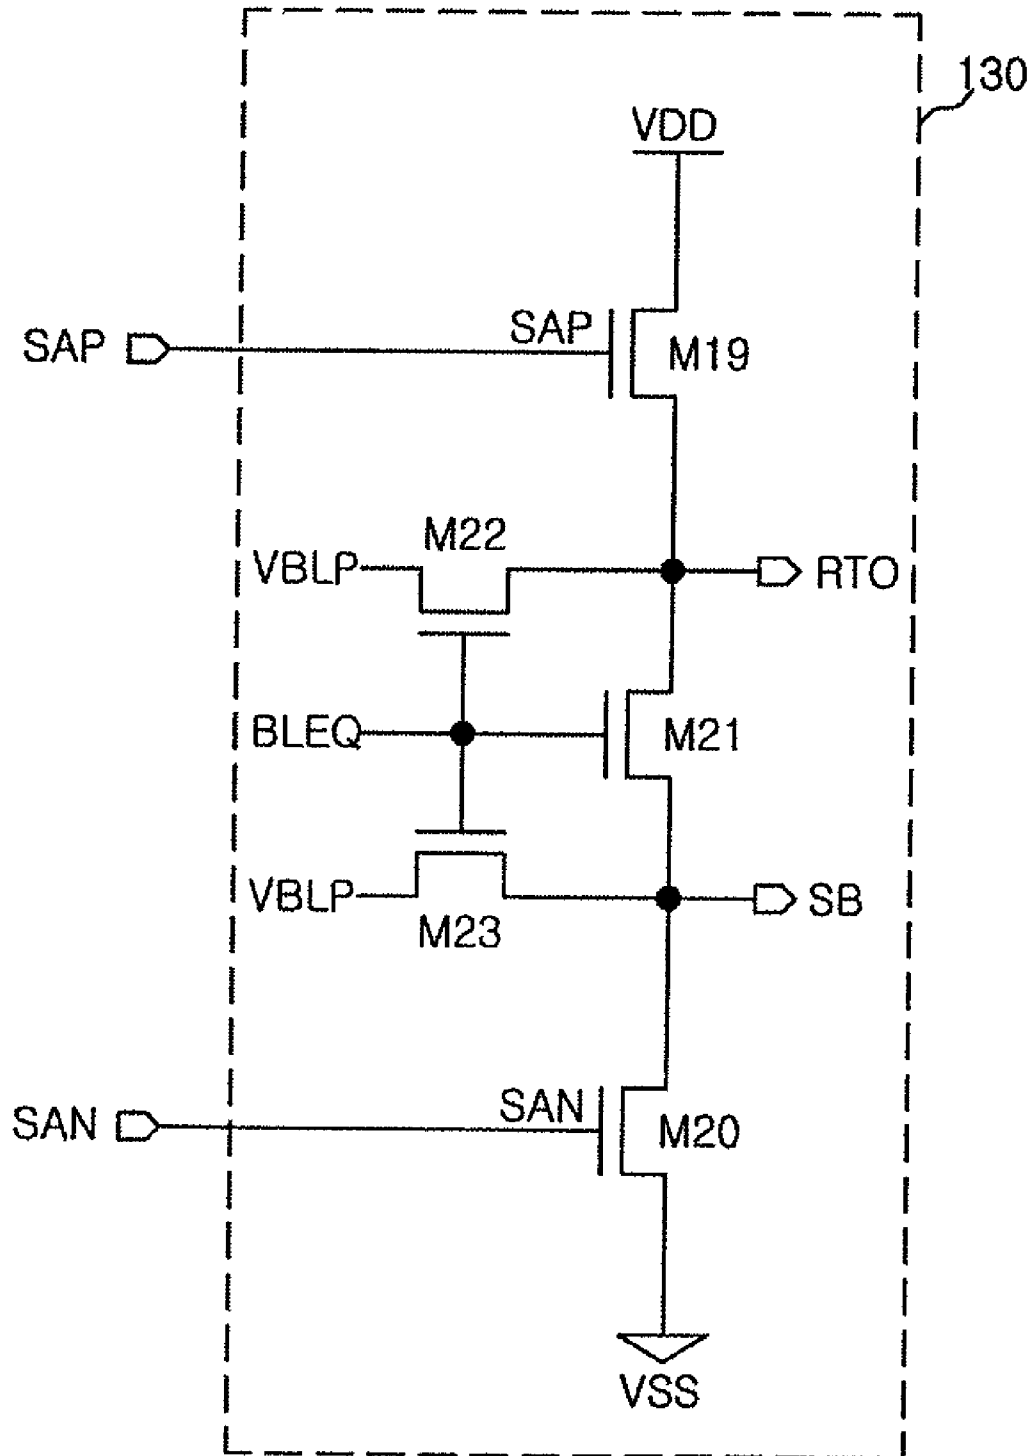 130
VDD
SAP
SAP
M19
M22
VBLP
RTO
BLEQ
M21
VBLP
SB
M23
SAN
SAN
M20
VSS